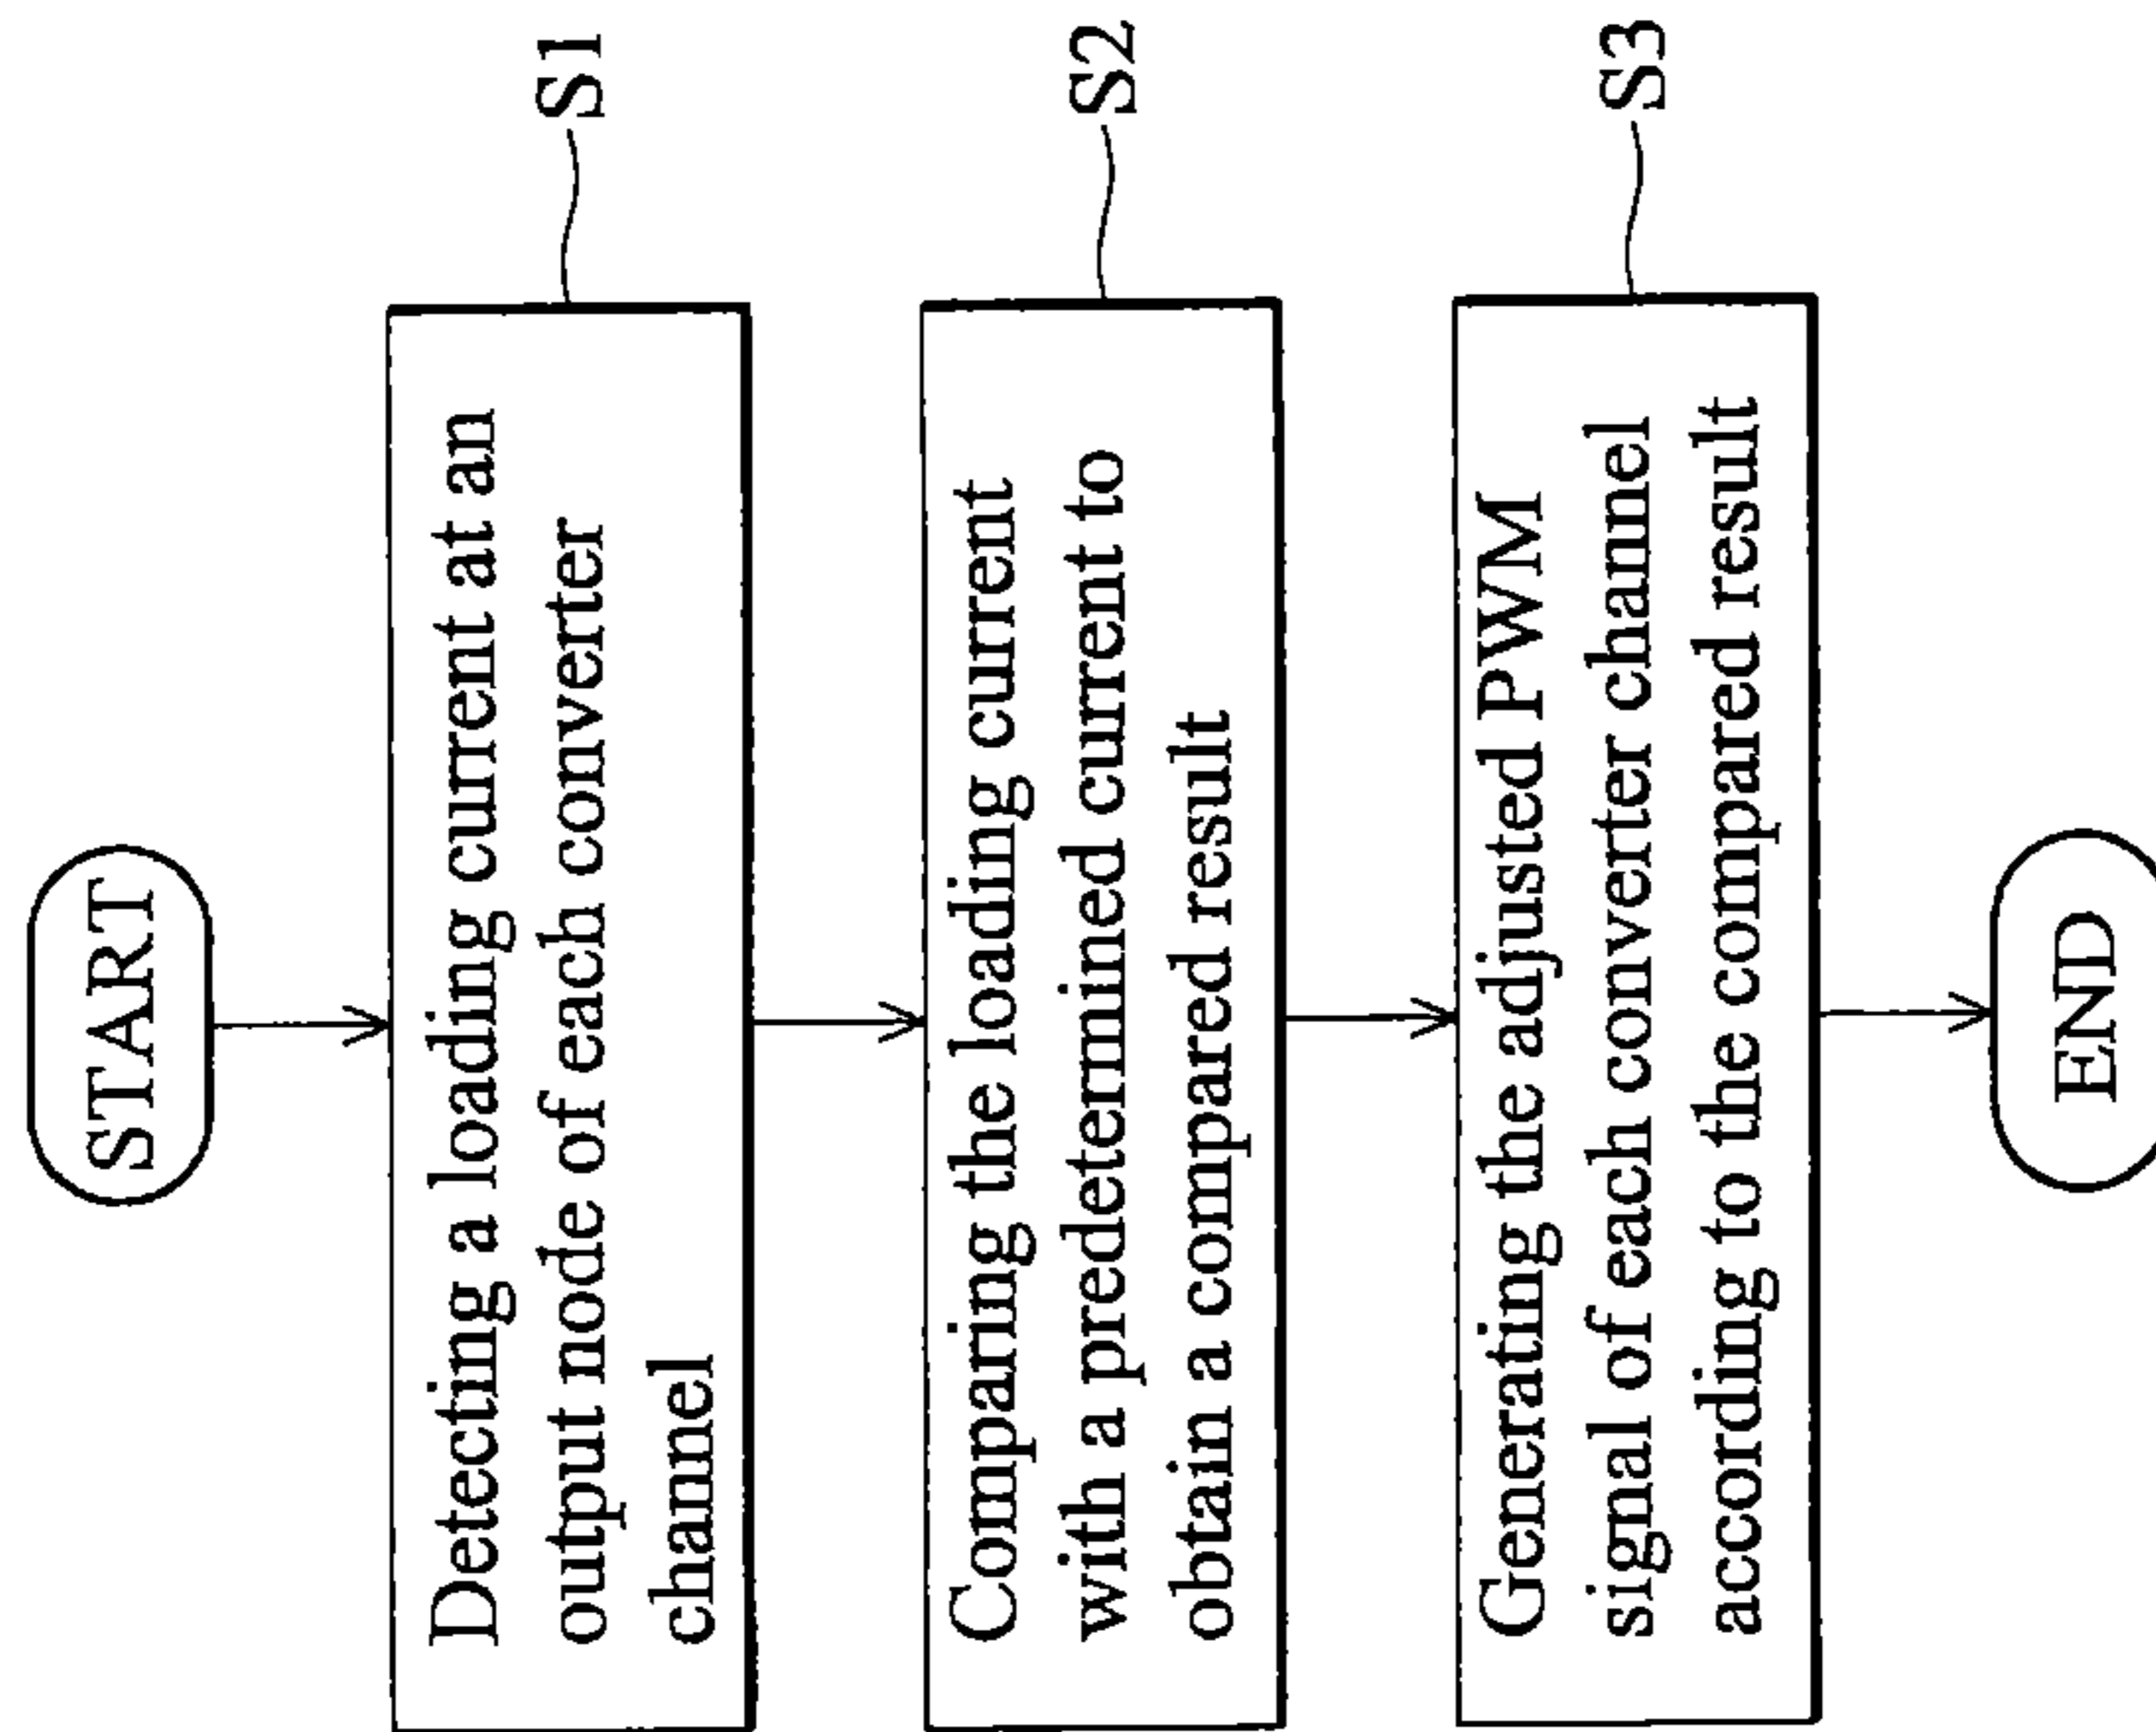 START
Detecting a loading current at an
output node of each converter
channel
S1
Comparing the loading current
with a predetermined current to
obtain a compared result
S2
Generating the adjusted PWM
signal of each converter channel
according to the compared result
S3
END